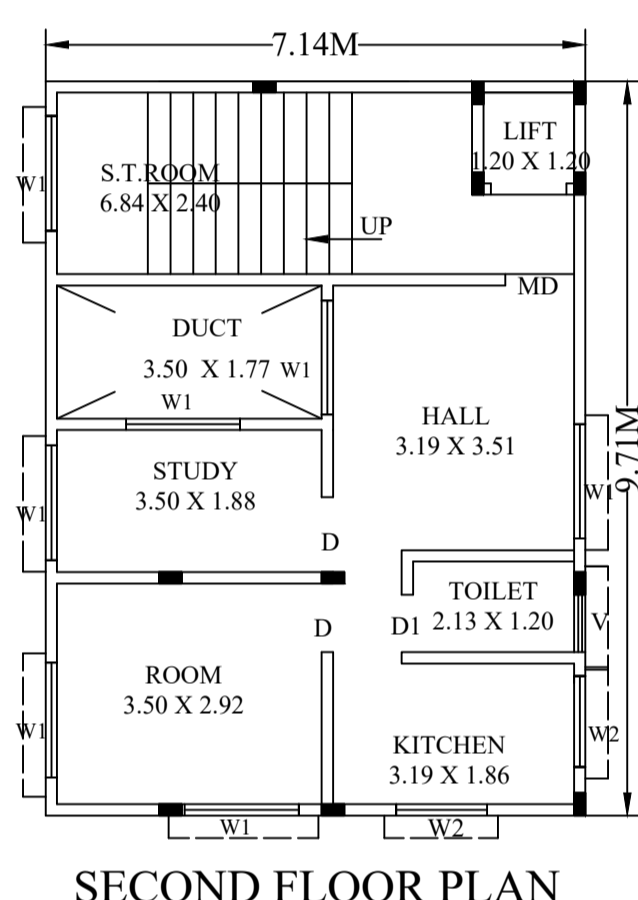 7.14M
LIFT
1.20 X 1.20
S.T.ROOM
6.84 X 2.40
W1
UP
MD
DUCT
3.50 X 1.77
W1
W1
HALL
3.19 X 3.51
9.71M
STUDY
3.50 X 1.88
W1
W1
D
TOILET
2.13 X 1.20
D
D1
V
ROOM
3.50 X 2.92
W1
KITCHEN
3.19 X 1.86
W2
W1
W2
SECOND FLOOR PLAN